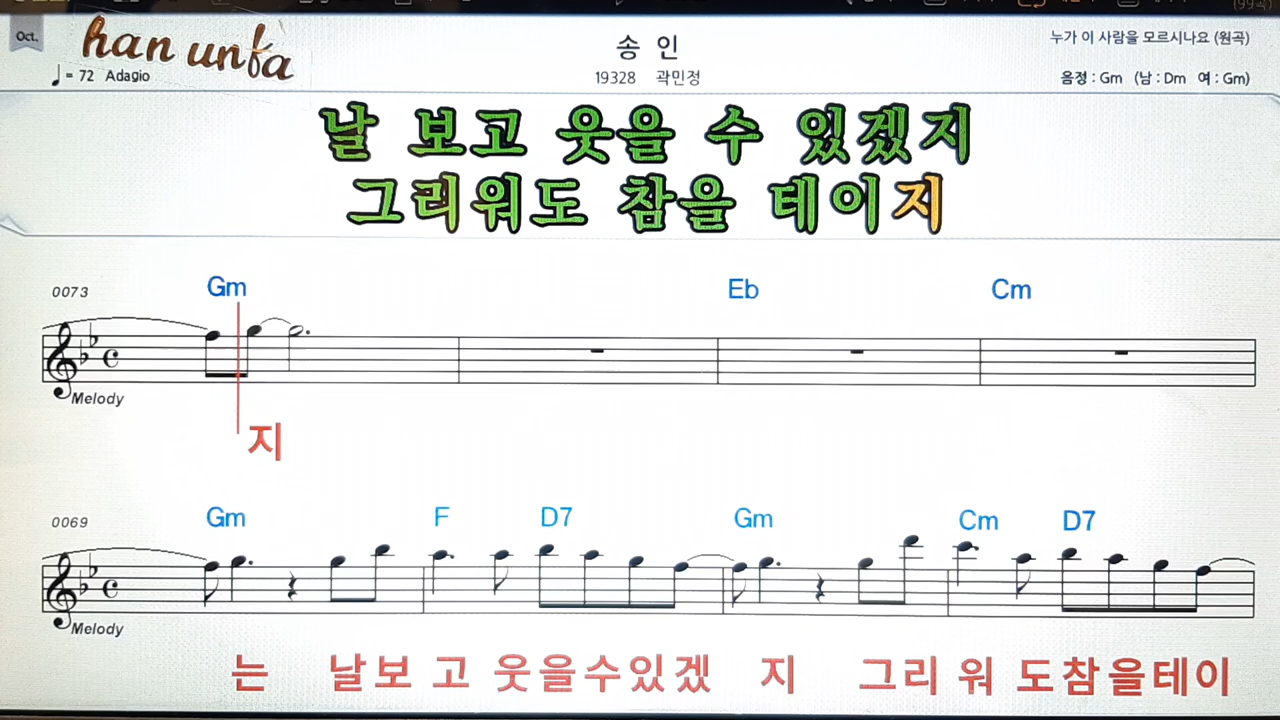 Oct.
han unfa
♩ = 72 Adagio
송 인
19328 곽민정
누가 이 사람을 모르시나요 (원곡)
음정 : Gm (남 : Dm 여 : Gm)
날 보고 웃을 수 있겠지
그리워도 참을 테이지
0073 Gm Eb Cm
Melody
지
0069 Gm F D7 Gm Cm D7
Melody
는 날보 고 웃을수있겠 지 그리 워 도참을테이